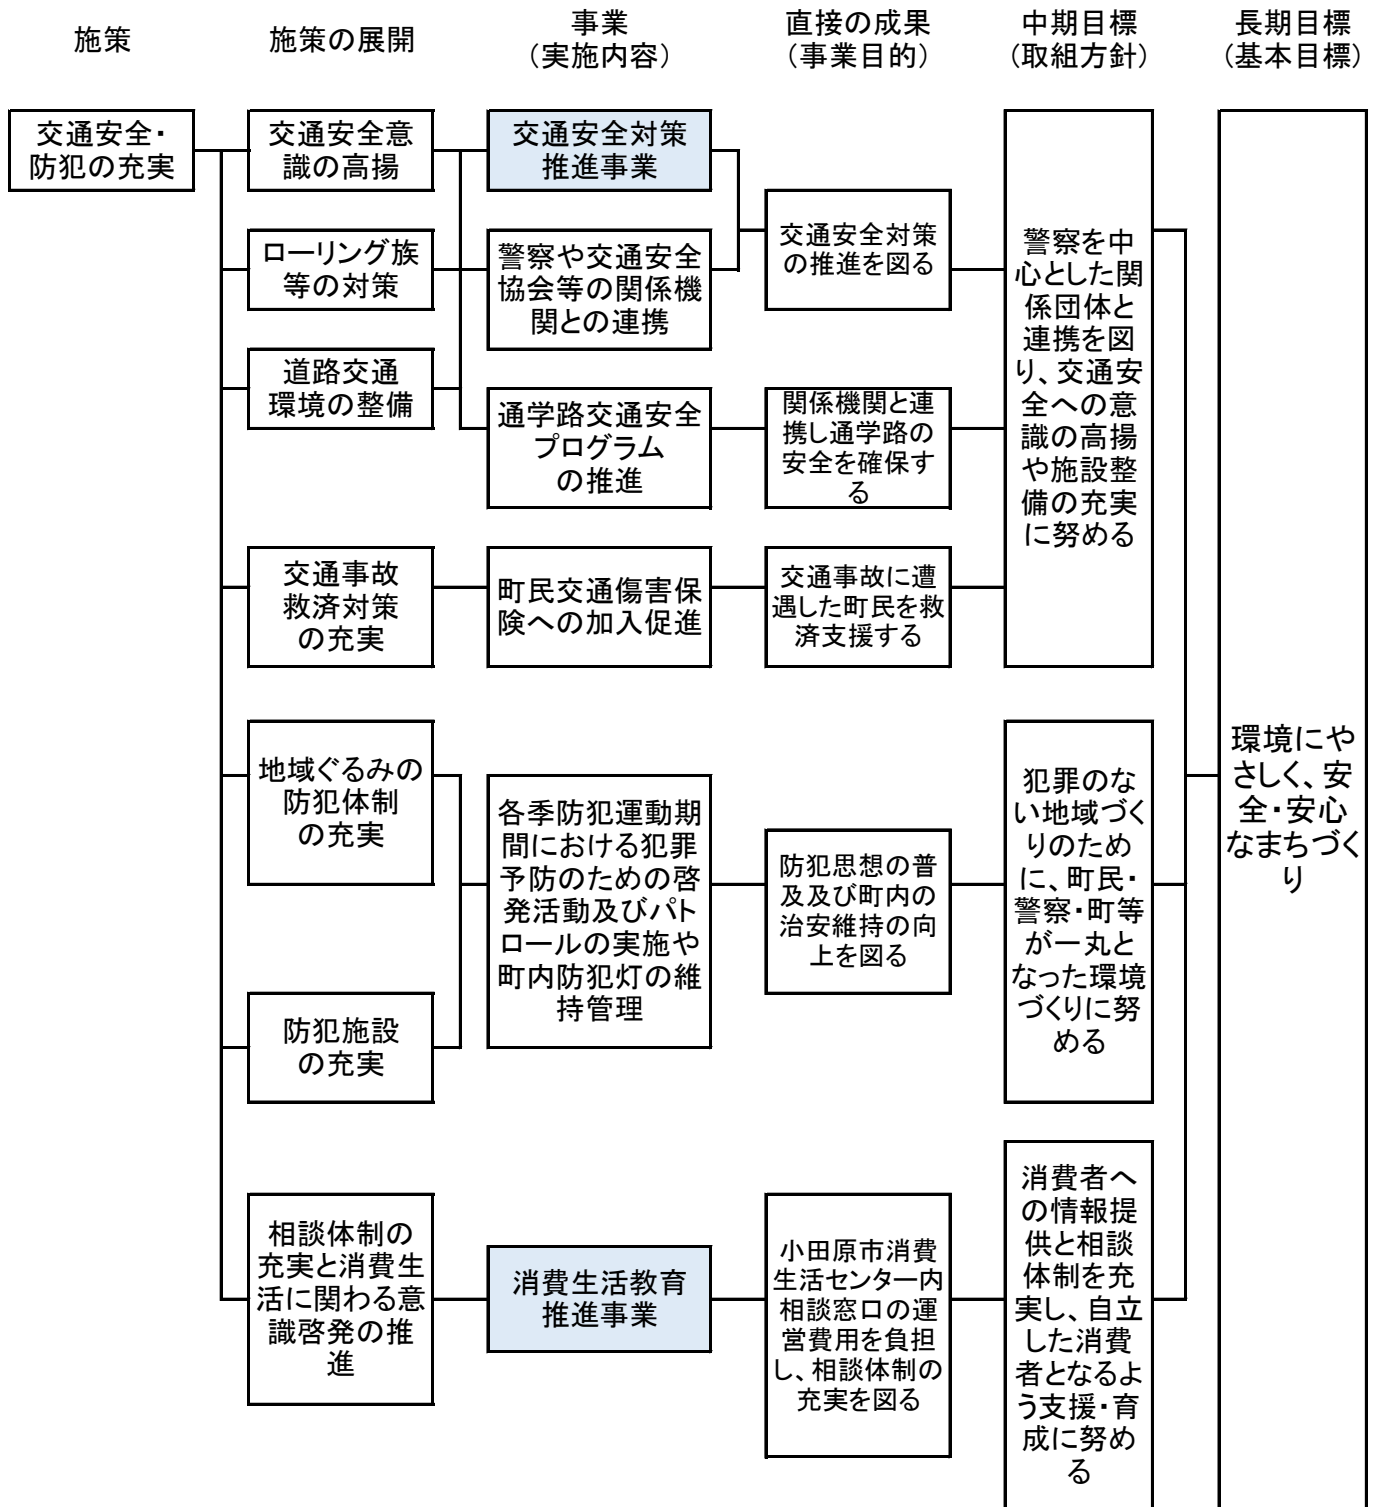 施策
施策の展開
事業
(実施内容)
直接の成果
(事業目的)
中期目標
(取組方針)
長期目標
(基本目標)
交通安全・
防犯の充実
交通安全意
識の高揚
ローリング族
等の対策
道路交通
環境の整備
交通事故
救済対策
の充実
地域ぐるみの
防犯体制
の充実
防犯施設
の充実
相談体制の
充実と消費生
活に関わる意
識啓発の推
進
交通安全対策
推進事業
警察や交通安全
協会等の関係機
関との連携
通学路交通安全
プログラム
の推進
町民交通傷害保
険への加入促進
各季防犯運動期
間における犯罪
予防のための啓
発活動及びパト
ロールの実施や
町内防犯灯の維
持管理
消費生活教育
推進事業
交通安全対策
の推進を図る
関係機関と連
携し通学路の
安全を確保す
る
交通事故に遭
遇した町民を救
済支援する
防犯思想の普
及及び町内の
治安維持の向
上を図る
小田原市消費
生活センター内
相談窓口の運
営費用を負担
し、相談体制の
充実を図る
警察を中
心とした関
係団体と
連携を図
り、交通安
全への意
識の高揚
や施設整
備の充実
に努める
犯罪のな
い地域づく
りのため
に、町民・
警察・町等
が一丸と
なった環境
づくりに努
める
消費者へ
の情報提
供と相談
体制を充
実し、自立
した消費
者となるよ
う支援・育
成に努め
る
環境にや
さしく、安
全・安心
なまちづく
り